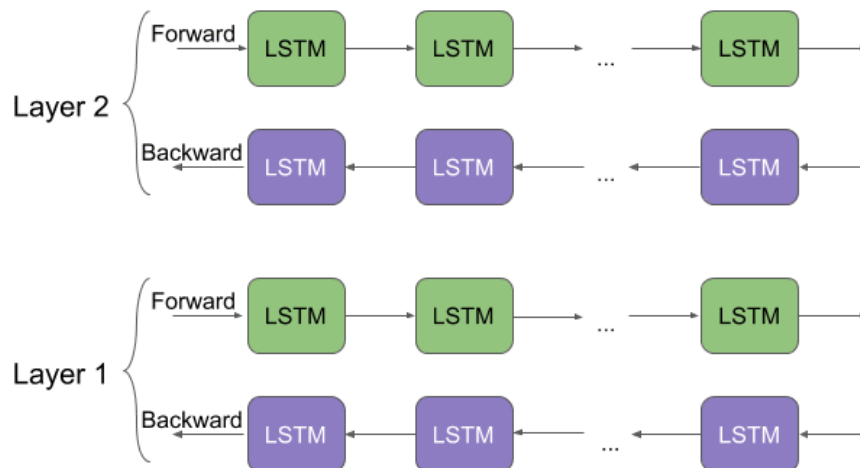 Forward
LSTM LSTM ... LSTM
Layer 2
Backward
LSTM LSTM ... LSTM
Forward
LSTM LSTM ... LSTM
Layer 1
Backward
LSTM LSTM ... LSTM